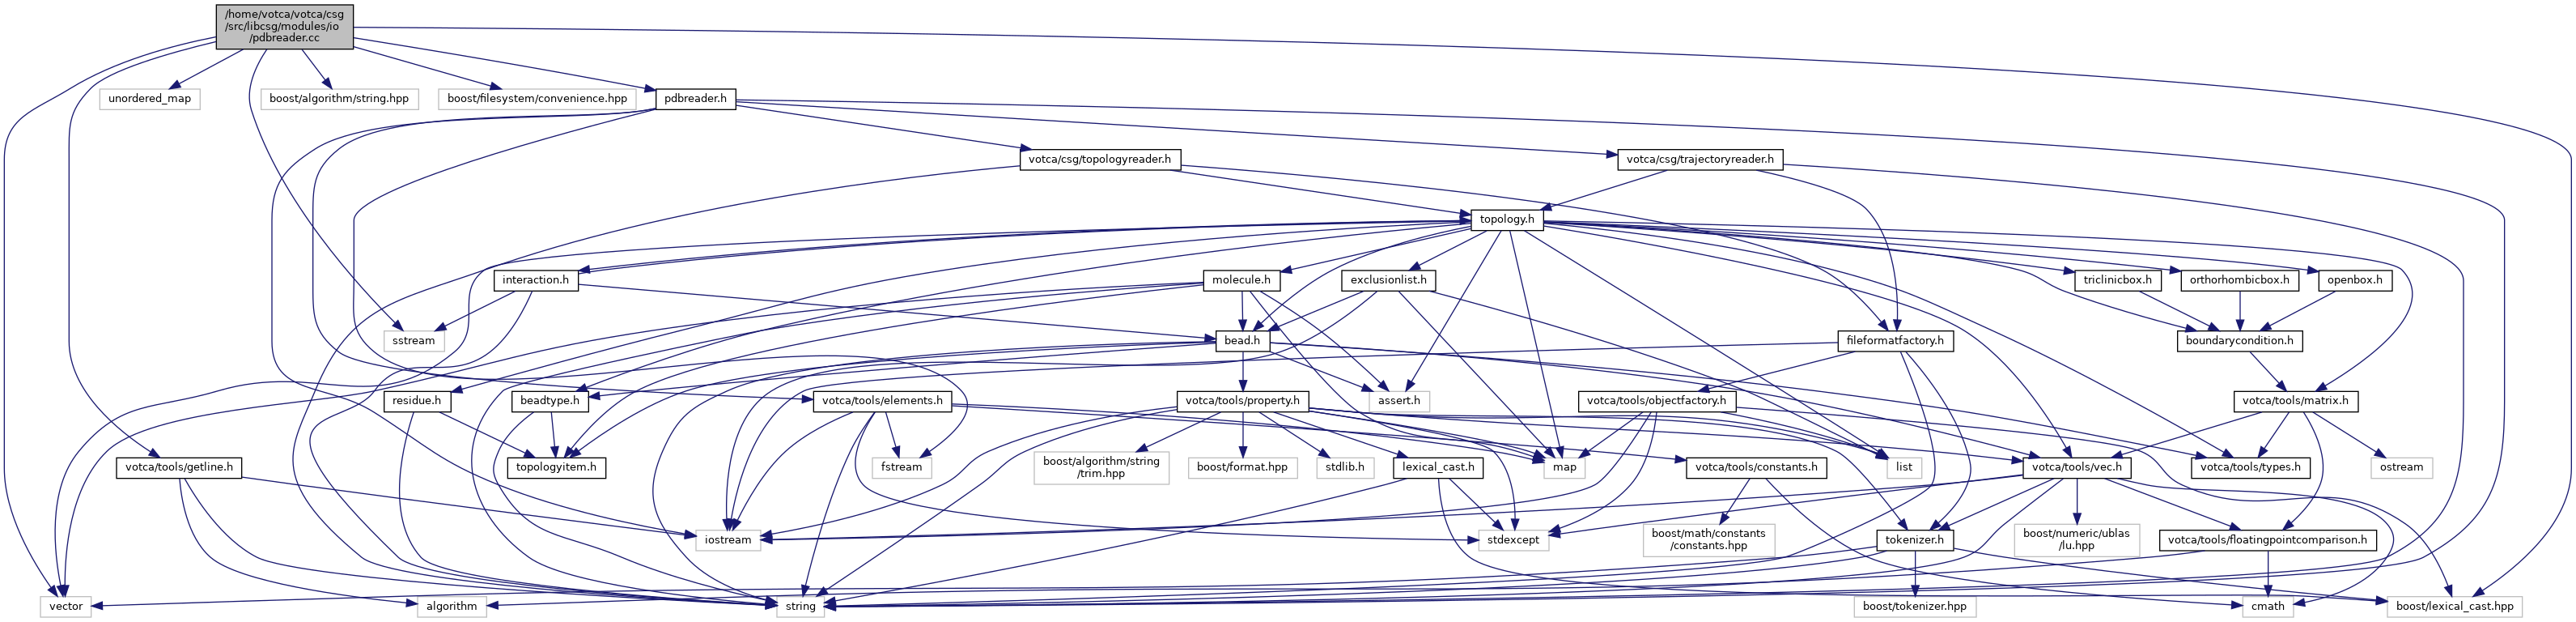 /home/votca/votca/csg
/src/libcsg/modules/io
/pdbreader.cc
unordered_map
boost/algorithm/string.hpp
boost/filesystem/convenience.hpp
pdbreader.h
votca/csg/topologyreader.h
votca/csg/trajectoryreader.h
topology.h
interaction.h
molecule.h
exclusionlist.h
triclinicbox.h
orthorhombicbox.h
openbox.h
sstream
bead.h
fileformatfactory.h
boundarycondition.h
residue.h
beadtype.h
votca/tools/elements.h
votca/tools/property.h
assert.h
votca/tools/objectfactory.h
votca/tools/matrix.h
votca/tools/getline.h
topologyitem.h
fstream
boost/algorithm/string
/trim.hpp
boost/format.hpp
stdlib.h
lexical_cast.h
map
votca/tools/constants.h
list
votca/tools/vec.h
votca/tools/types.h
ostream
iostream
stdexcept
boost/math/constants
/constants.hpp
tokenizer.h
boost/numeric/ublas
/lu.hpp
votca/tools/floatingpointcomparison.h
vector
algorithm
string
boost/tokenizer.hpp
cmath
boost/lexical_cast.hpp